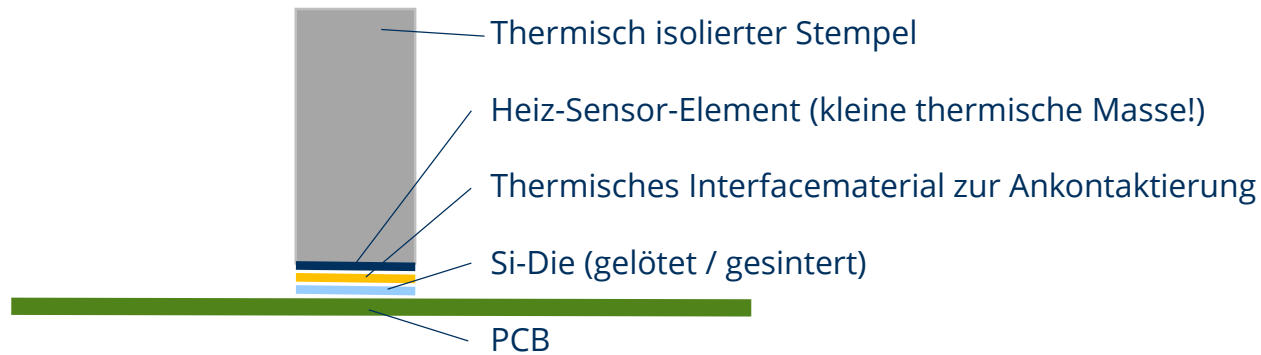 Thermisch isolierter Stempel
Heiz-Sensor-Element (kleine thermische Masse!)
Thermisches Interfacematerial zur Ankontaktierung
Si-Die (gelötet / gesintert)
PCB